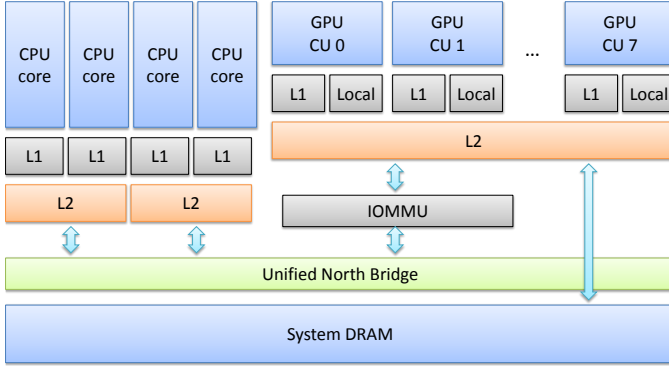 CPU
core
CPU
core
CPU
core
CPU
core
GPU
CU 0
GPU
CU 1
...
GPU
CU 7
L1
Local
L1
Local
L1
Local
L1
L1
L1
L1
L2
L2
L2
IOMMU
Unified North Bridge
System DRAM